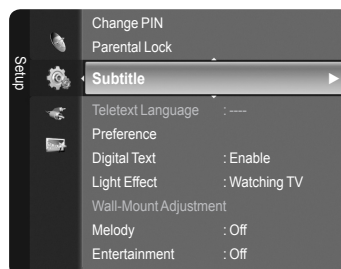 Setup
Change PIN
Parental Lock
Subtitle
Teletext Language : ----
Preference
Digital Text : Enable
Light Effect : Watching TV
Wall-Mount Adjustment
Melody : Off
Entertainment : Off